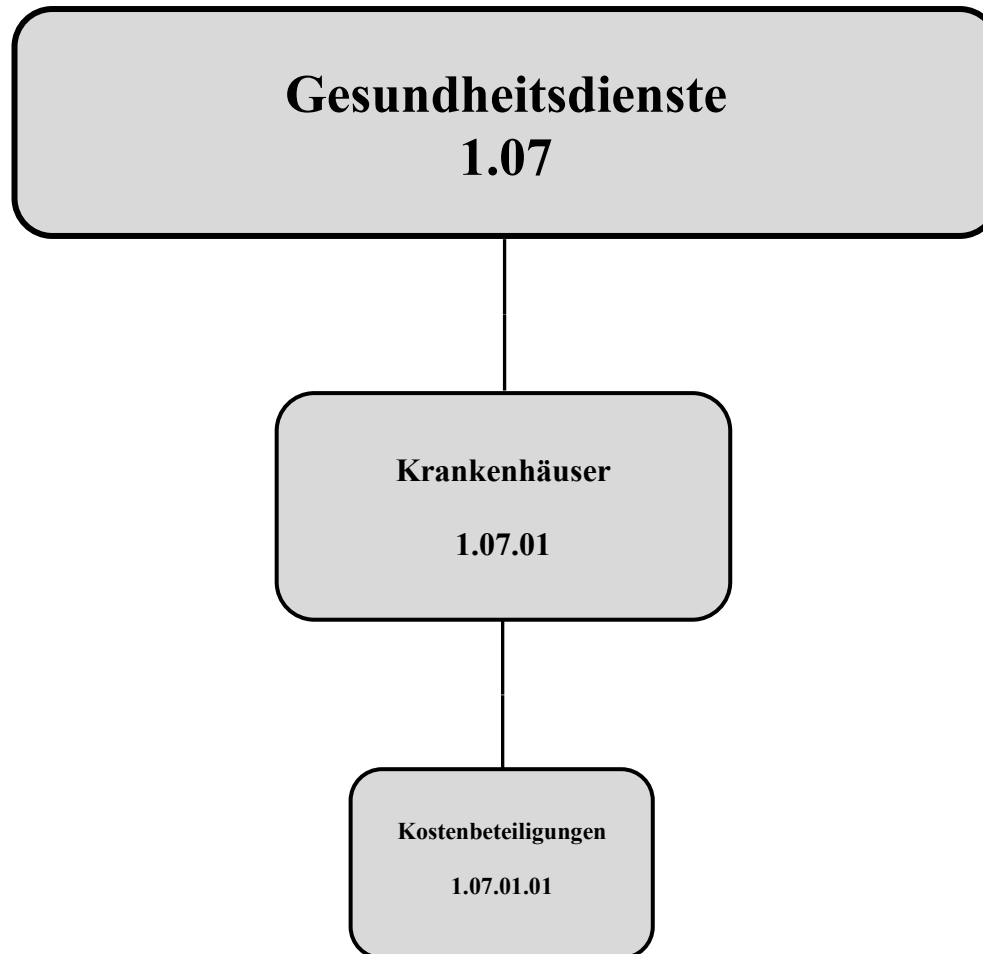 Gesundheitsdienste
1.07
Krankenhäuser
1.07.01
Kostenbeteiligungen
1.07.01.01